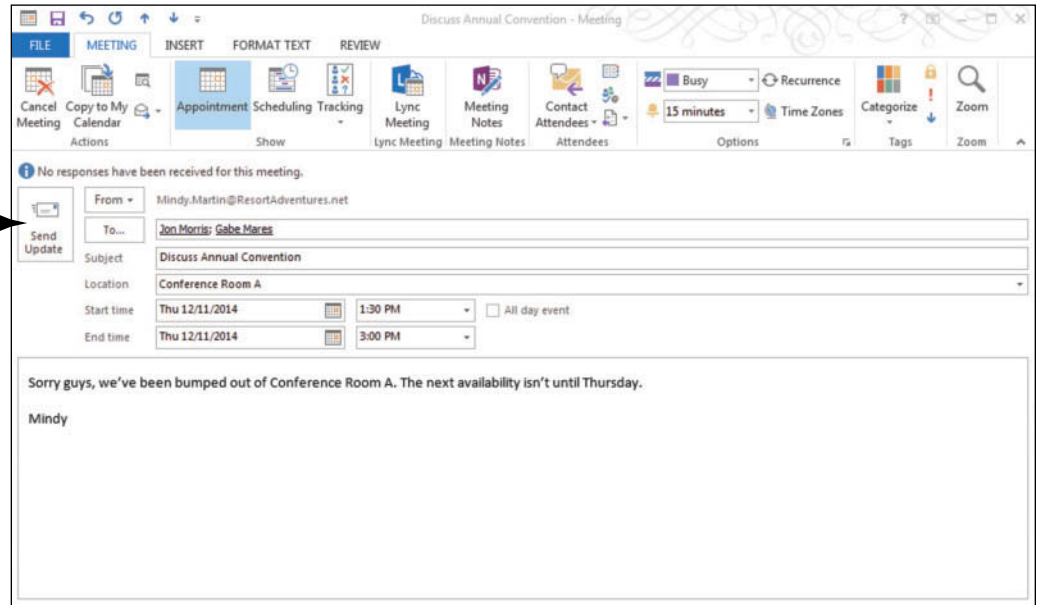 Discuss Annual Convention - Meeting ?
FILE MEETING INSERT FORMAT TEXT REVIEW
Cancel Meeting Copy to My Calendar Appointment Scheduling Tracking Lync Meeting Meeting Notes Contact Attendees Busy Recurrence 15 minutes Time Zones Categorize Zoom
Actions Show Lync Meeting Meeting Notes Attendees Options Tags Zoom
No responses have been received for this meeting.
Send Update
From Mindy.Martin@ResortAdventures.net
To... Jon Morris; Gabe Mares
Subject Discuss Annual Convention
Location Conference Room A
Start time Thu 12/11/2014 1:30 PM All day event
End time Thu 12/11/2014 3:00 PM
Sorry guys, we've been bumped out of Conference Room A. The next availability isn't until Thursday.
Mindy